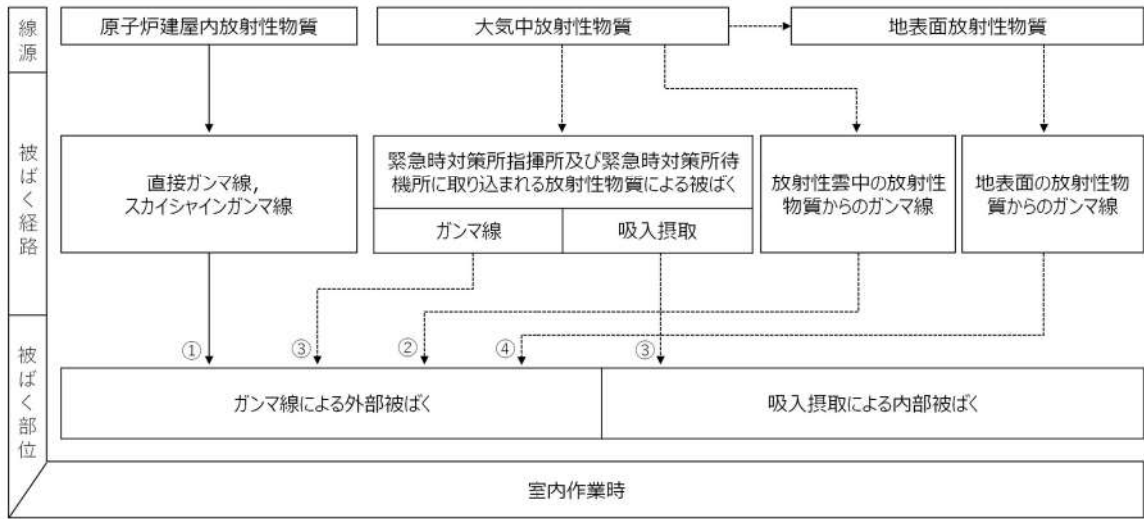 線源
原子炉建屋内放射性物質
大気中放射性物質
地表面放射性物質
被ばく経路
直接ガンマ線,
スカイシャインガンマ線
緊急時対策所指揮所及び緊急時対策所待
機所に取り込まれる放射性物質による被ばく
ガンマ線
吸入摂取
放射性雲中の放射性
物質からのガンマ線
地表面の放射性物
質からのガンマ線
被ばく部位
①
③
②
④
③
ガンマ線による外部被ばく
吸入摂取による内部被ばく
室内作業時